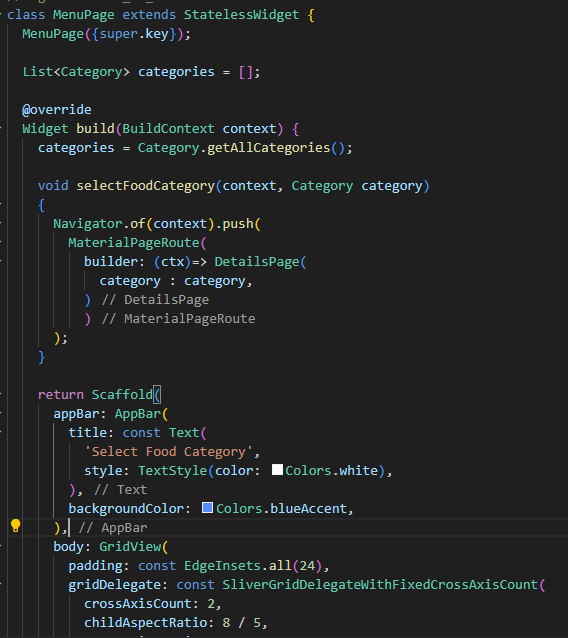 class MenuPage extends StatelessWidget {
  MenuPage({super.key});

  List<Category> categories = [];

  @override
  Widget build(BuildContext context) {
    categories = Category.getAllCategories();

    void selectFoodCategory(context, Category category)
    {
      Navigator.of(context).push(
        MaterialPageRoute(
          builder: (ctx)=> DetailsPage(
            category : category,
          ) // DetailsPage
          ) // MaterialPageRoute
      );
    }

    return Scaffold(
      appBar: AppBar(
        title: const Text(
          'Select Food Category',
          style: TextStyle(color: Colors.white),
        ), // Text
        backgroundColor: Colors.blueAccent,
      ), // AppBar
      body: GridView(
        padding: const EdgeInsets.all(24),
        gridDelegate: const SliverGridDelegateWithFixedCrossAxisCount(
          crossAxisCount: 2,
          childAspectRatio: 8 / 5,